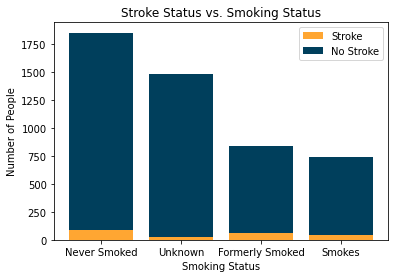 Stroke Status vs. Smoking Status
Stroke
No Stroke
Number of People
1750
1500
1250
1000
750
500
250
0
Never Smoked Unknown Formerly Smoked Smokes
Smoking Status